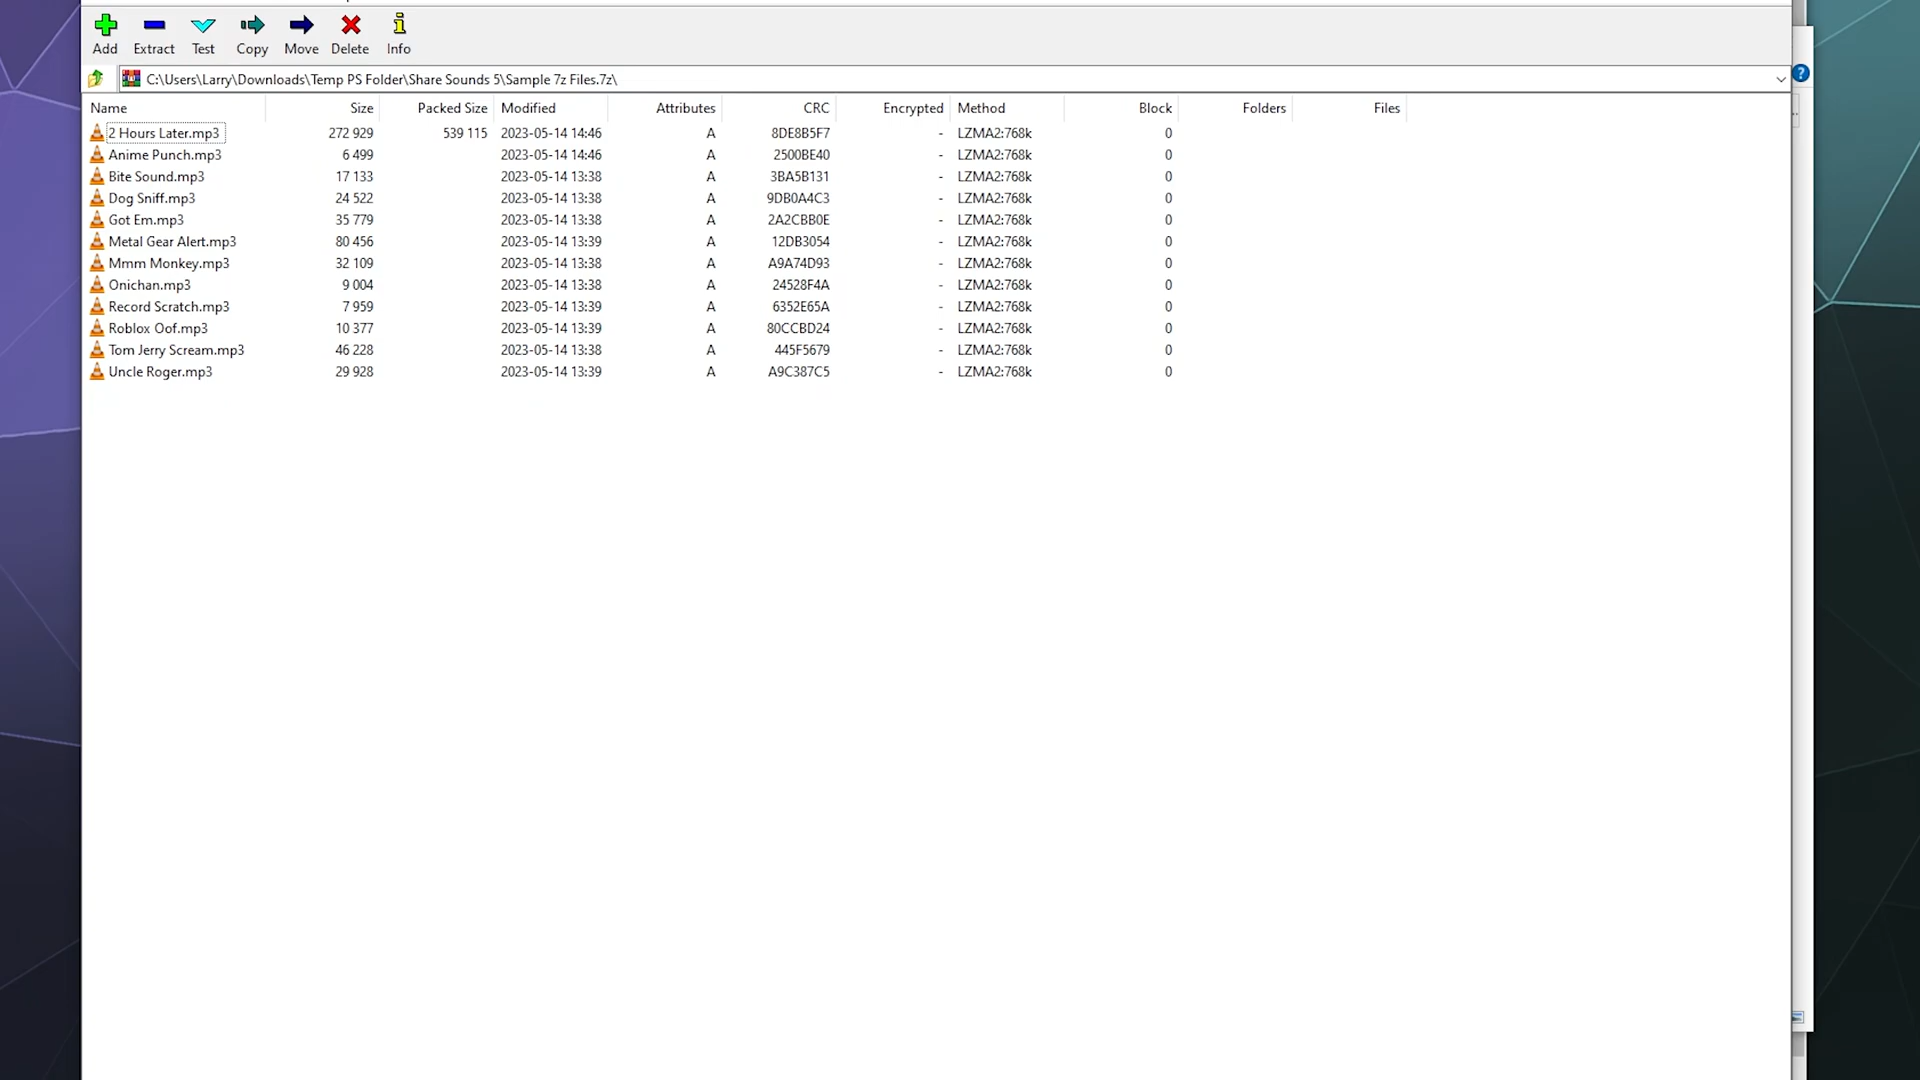 Add Extract Test Copy Move Delete Info
C:\Users\Larry\Downloads\Temp PS Folder\Share Sounds 5\Sample 7z Files.7z\
Name Size Packed Size Modified Attributes CRC Encrypted Method Block Folders Files
2 Hours Later.mp3 272 929 539 115 2023-05-14 14:46 A 8DE8B5F7 - LZMA2:768k 0
Anime Punch.mp3 6 499 2023-05-14 14:46 A 2500BE40 - LZMA2:768k 0
Bite Sound.mp3 17 133 2023-05-14 13:38 A 3BA5B131 - LZMA2:768k 0
Dog Sniff.mp3 24 522 2023-05-14 13:38 A 9DB0A4C3 - LZMA2:768k 0
Got Em.mp3 35 779 2023-05-14 13:38 A 2A2CBB0E - LZMA2:768k 0
Metal Gear Alert.mp3 80 456 2023-05-14 13:39 A 12DB3054 - LZMA2:768k 0
Mmm Monkey.mp3 32 109 2023-05-14 13:38 A A9A74D93 - LZMA2:768k 0
Onichan.mp3 9 004 2023-05-14 13:38 A 24528F4A - LZMA2:768k 0
Record Scratch.mp3 7 959 2023-05-14 13:39 A 6352E65A - LZMA2:768k 0
Roblox Oof.mp3 10 377 2023-05-14 13:39 A 80CCBD24 - LZMA2:768k 0
Tom Jerry Scream.mp3 46 228 2023-05-14 13:38 A 445F5679 - LZMA2:768k 0
Uncle Roger.mp3 29 928 2023-05-14 13:39 A A9C387C5 - LZMA2:768k 0